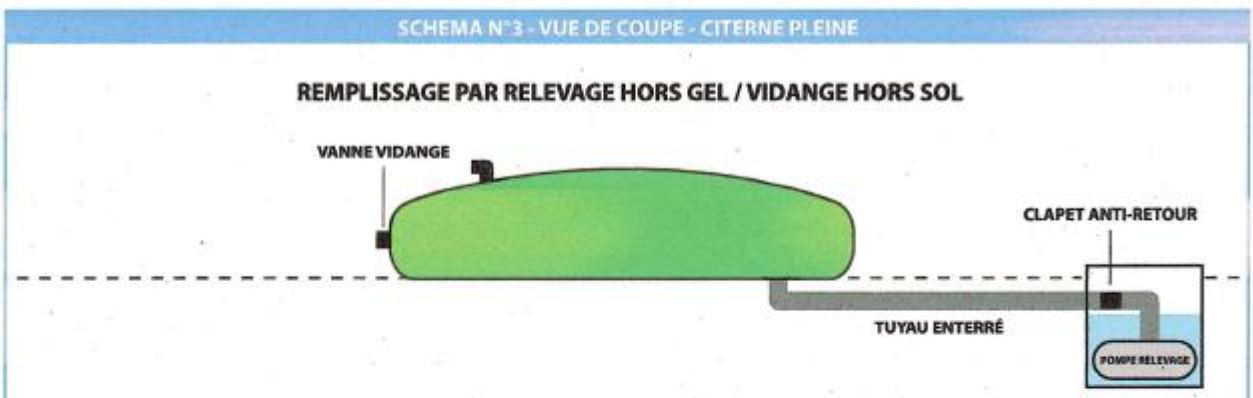 SCHEMA N°3 - VUE DE COUPE - CITERNE PLEINE
REMPLISSAGE PAR RELEVAGE HORS GEL / VIDANGE HORS SOL
VANNE VIDANGE
CLAPET ANTI-RETOUR
TUYAU ENTERRÉ
POMPE RELEVAGE